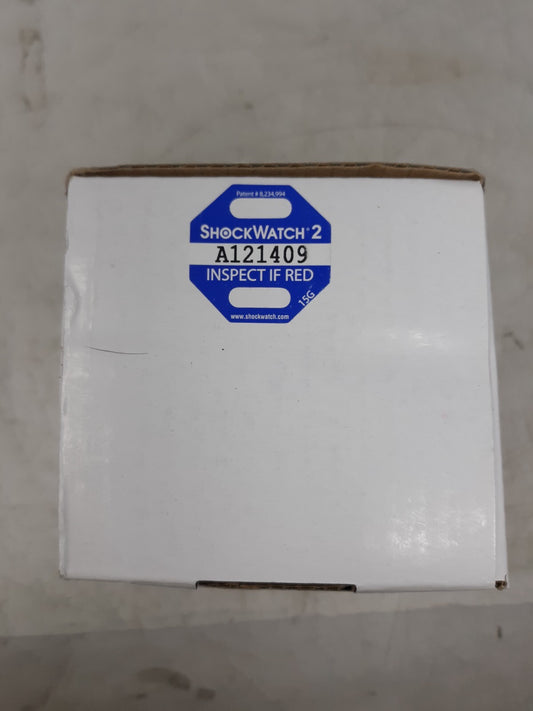 Patent # 8,234,994
SHOCKWATCH® 2
A121409
INSPECT IF RED
15G
www.shockwatch.com